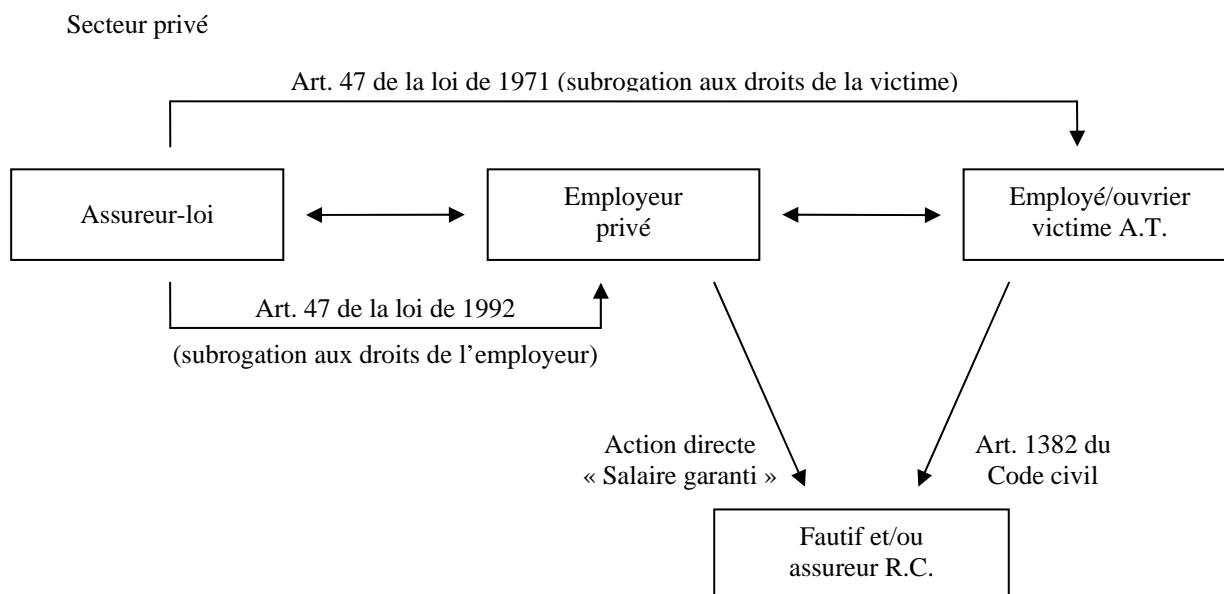 Secteur privé
Art. 47 de la loi de 1971 (subrogation aux droits de la victime)
Assureur-loi
Employeur
privé
Employé/ouvrier
victime A.T.
Art. 47 de la loi de 1992
(subrogation aux droits de l’employeur)
Action directe
« Salaire garanti »
Art. 1382 du
Code civil
Fautif et/ou
assureur R.C.